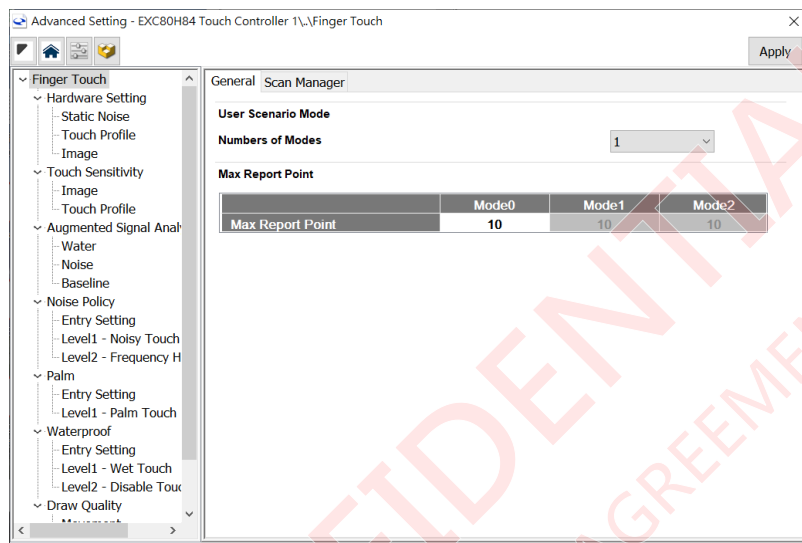 Advanced Setting - EXC80H84 Touch Controller 1\..\Finger Touch
Apply
Finger Touch
Hardware Setting
Static Noise
Touch Profile
Image
Touch Sensitivity
Image
Touch Profile
Augmented Signal Anal
Water
Noise
Baseline
Noise Policy
Entry Setting
Level1 - Noisy Touch
Level2 - Frequency H
Palm
Entry Setting
Level1 - Palm Touch
Waterproof
Entry Setting
Level1 - Wet Touch
Level2 - Disable Touc
Draw Quality
General Scan Manager
User Scenario Mode
Numbers of Modes 1
Max Report Point
Mode0 Mode1 Mode2
Max Report Point 10 10 10
FIDENTIA
AGREEME